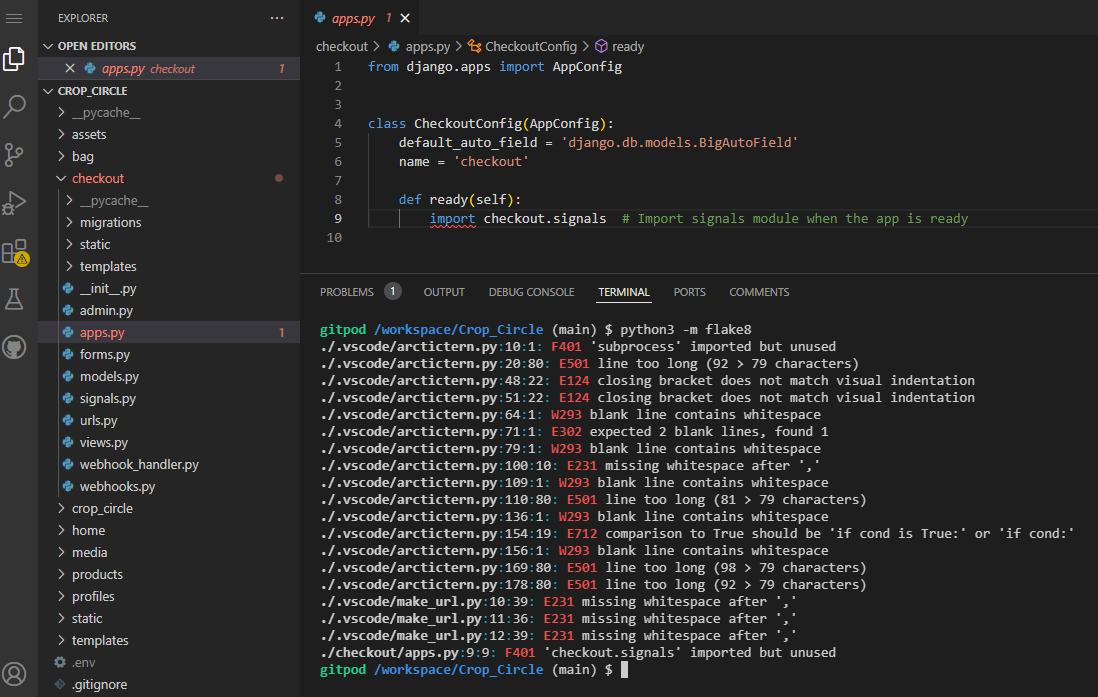 EXPLORER
OPEN EDITORS
apps.py checkout 1
CROP_CIRCLE
__pycache__
assets
bag
checkout
__pycache__
migrations
static
templates
__init__.py
admin.py
apps.py 1
forms.py
models.py
signals.py
urls.py
views.py
webhook_handler.py
webhooks.py
crop_circle
home
media
products
profiles
static
templates
.env
.gitignore
apps.py 1
checkout > apps.py > CheckoutConfig > ready
1 from django.apps import AppConfig
2
3
4 class CheckoutConfig(AppConfig):
5     default_auto_field = 'django.db.models.BigAutoField'
6     name = 'checkout'
7
8     def ready(self):
9         import checkout.signals  # Import signals module when the app is ready
10
PROBLEMS 1 OUTPUT DEBUG CONSOLE TERMINAL PORTS COMMENTS
gitpod /workspace/Crop_Circle (main) $ python3 -m flake8
./.vscode/arctictern.py:10:1: F401 'subprocess' imported but unused
./.vscode/arctictern.py:20:80: E501 line too long (92 > 79 characters)
./.vscode/arctictern.py:48:22: E124 closing bracket does not match visual indentation
./.vscode/arctictern.py:51:22: E124 closing bracket does not match visual indentation
./.vscode/arctictern.py:64:1: W293 blank line contains whitespace
./.vscode/arctictern.py:71:1: E302 expected 2 blank lines, found 1
./.vscode/arctictern.py:79:1: W293 blank line contains whitespace
./.vscode/arctictern.py:100:10: E231 missing whitespace after ','
./.vscode/arctictern.py:109:1: W293 blank line contains whitespace
./.vscode/arctictern.py:110:80: E501 line too long (81 > 79 characters)
./.vscode/arctictern.py:136:1: W293 blank line contains whitespace
./.vscode/arctictern.py:154:19: E712 comparison to True should be 'if cond is True:' or 'if cond:'
./.vscode/arctictern.py:156:1: W293 blank line contains whitespace
./.vscode/arctictern.py:169:80: E501 line too long (98 > 79 characters)
./.vscode/arctictern.py:178:80: E501 line too long (92 > 79 characters)
./.vscode/make_url.py:10:39: E231 missing whitespace after ','
./.vscode/make_url.py:11:36: E231 missing whitespace after ','
./.vscode/make_url.py:12:39: E231 missing whitespace after ','
./checkout/apps.py:9:9: F401 'checkout.signals' imported but unused
gitpod /workspace/Crop_Circle (main) $